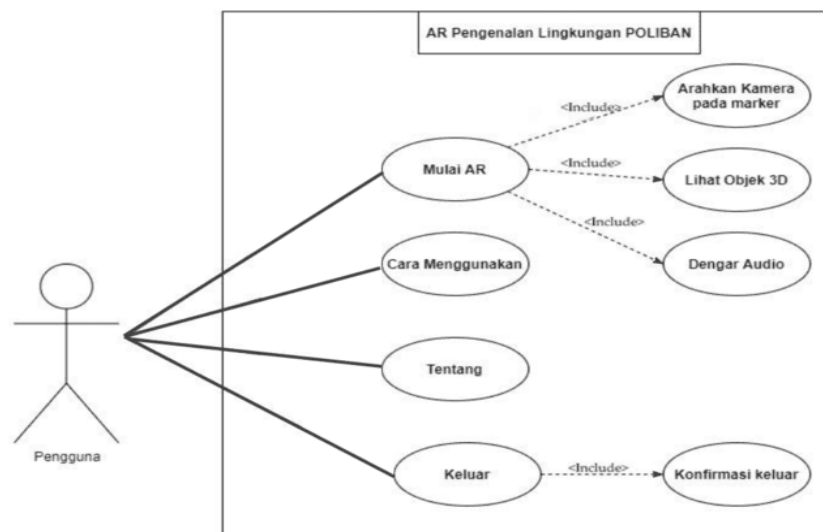 AR Pengenalan Lingkungan POLIBAN
Arahkan Kamera
pada marker
<Include>
Mulai AR
<Include>
Lihat Objek 3D
<Include>
Cara Menggunakan
Dengar Audio
Tentang
Pengguna
Keluar
<Include>
Konfirmasi keluar